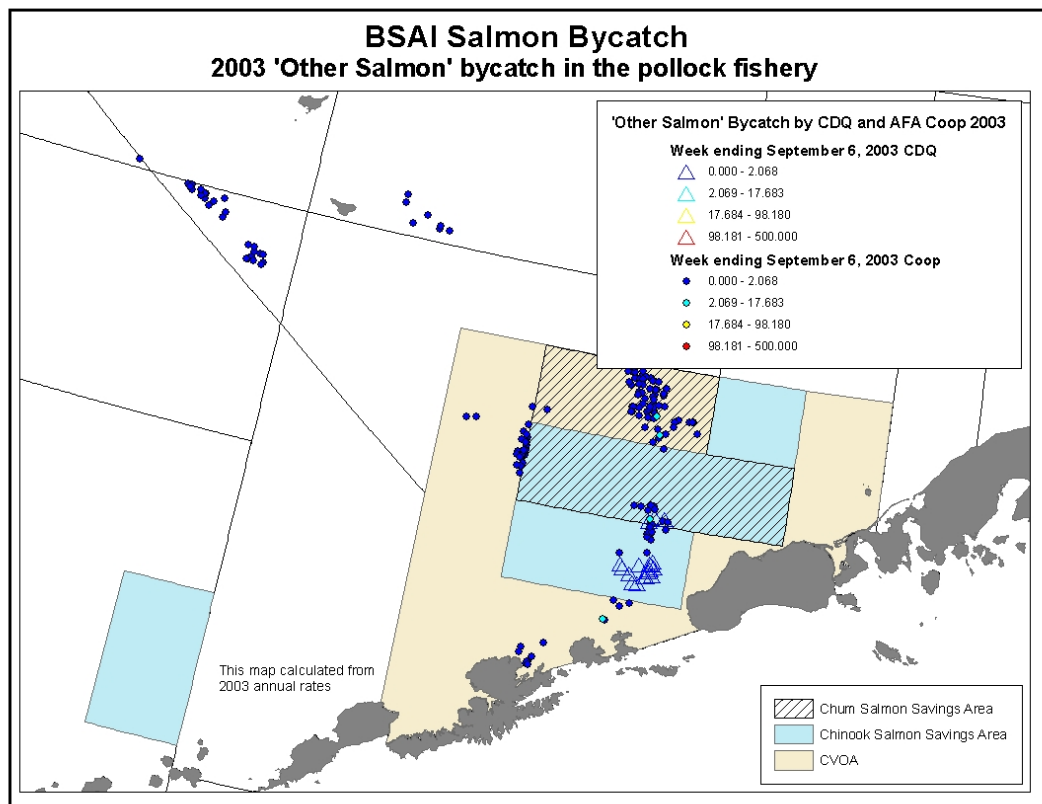 BSAI Salmon Bycatch
2003 'Other Salmon' bycatch in the pollock fishery
'Other Salmon' Bycatch by CDQ and AFA Coop 2003
Week ending September 6, 2003 CDQ
0.000 - 2.068
2.069 - 17.683
17.684 - 98.180
98.181 - 500.000
Week ending September 6, 2003 Coop
0.000 - 2.068
2.069 - 17.683
17.684 - 98.180
98.181 - 500.000
This map calculated from
2003 annual rates
Chum Salmon Savings Area
Chinook Salmon Savings Area
CVOA